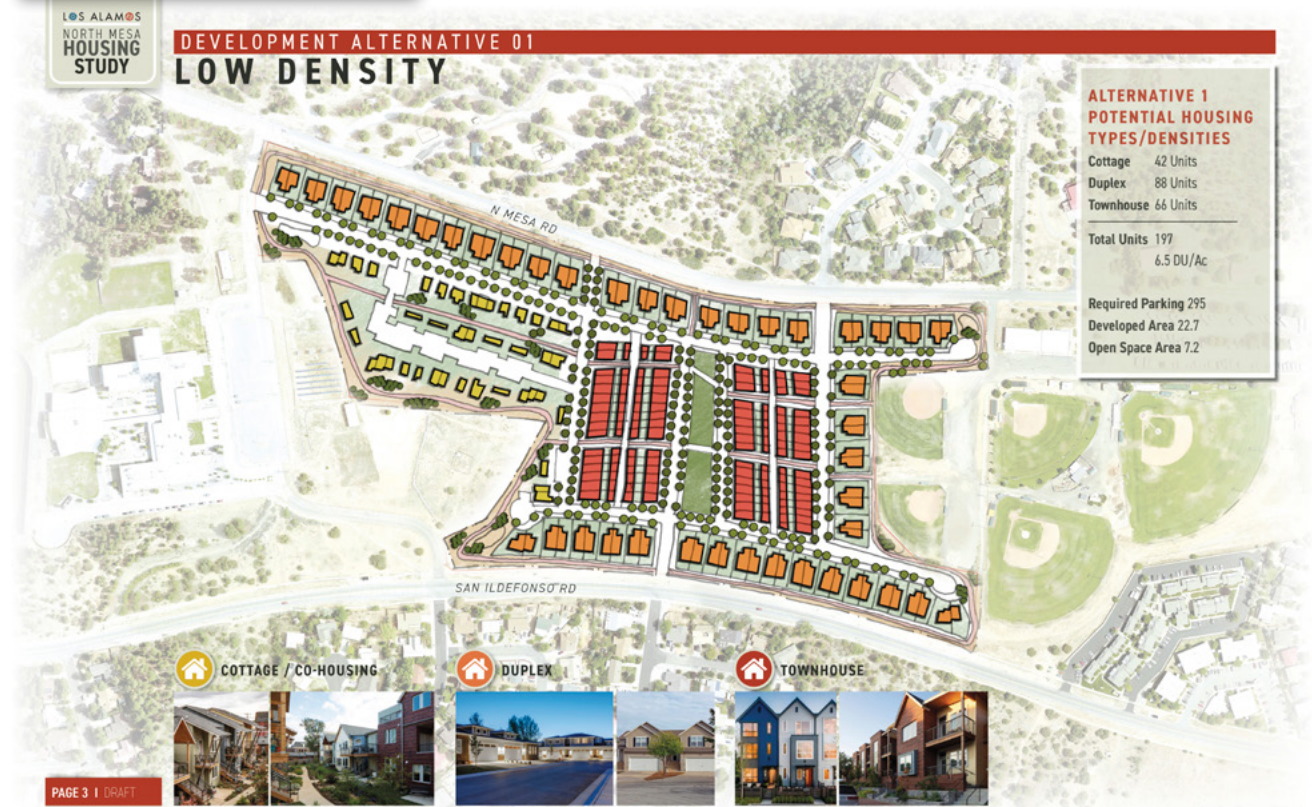 LOS ALAMOS
NORTH MESA
HOUSING
STUDY
DEVELOPMENT ALTERNATIVE 01
LOW DENSITY
ALTERNATIVE 1
POTENTIAL HOUSING
TYPES/DENSITIES
Cottage 42 Units
Duplex 88 Units
Townhouse 66 Units
Total Units 197
6.5 DU/Ac
Required Parking 295
Developed Area 22.7
Open Space Area 7.2
N MESA RD
SAN ILDEFONSO RD
COTTAGE / CO-HOUSING
DUPLEX
TOWNHOUSE
PAGE 3 | DRAFT